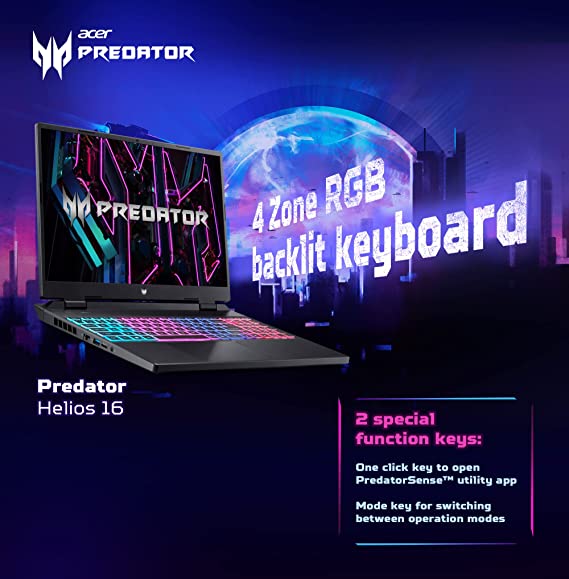 acer
PREDATOR
4 Zone RGB
backlit keyboard
PREDATOR
Predator
Helios 16
2 special
function keys:
One click key to open
PredatorSense™ utility app
Mode key for switching
between operation modes